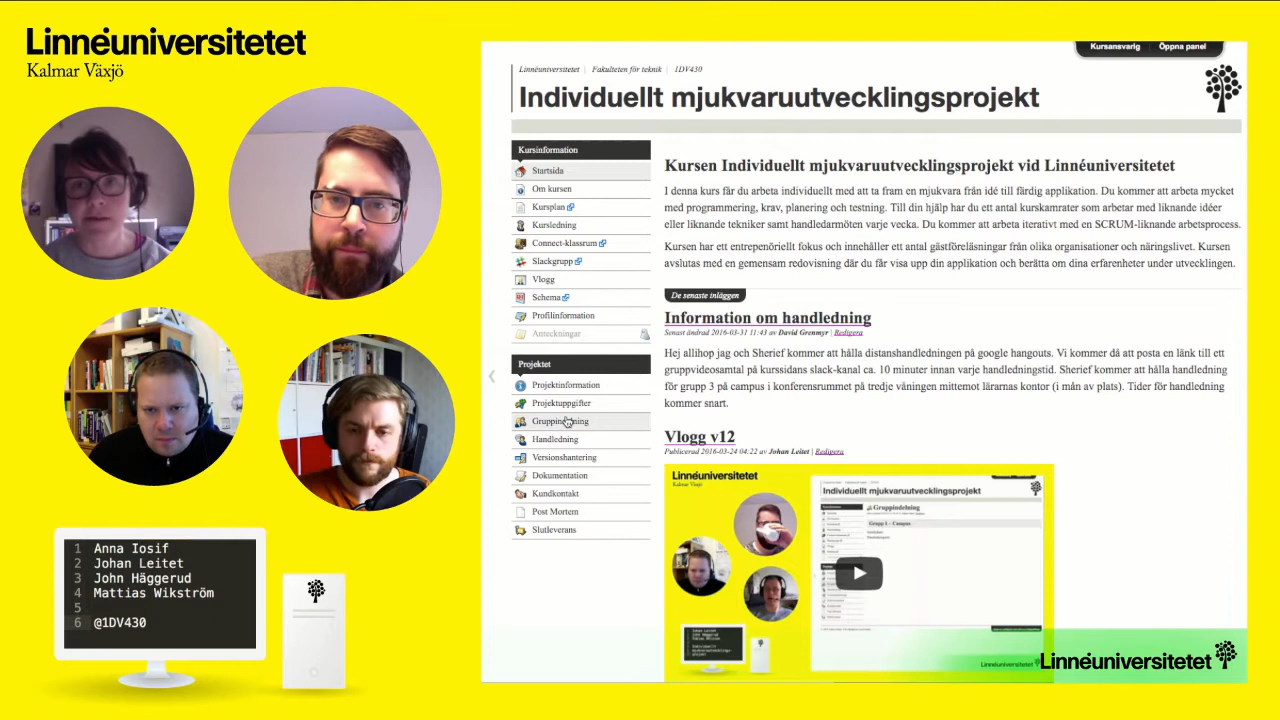 Linnéuniversitetet
Kalmar Växjö
1 Anna Iosif
2 Johan Leitet
3 John Häggerud
4 Mattias Wikström
5
6 @1DV430
Kursansvarig Öppna panel
Linnéuniversitetet | Fakulteten för teknik | 1DV430
Individuellt mjukvaruutvecklingsprojekt
Kursinformation
Startsida
Om kursen
Kursplan
Kursledning
Connect-klassrum
Slackgrupp
Vlogg
Schema
Profilinformation
Anteckningar
Projektet
Projektinformation
Projektuppgifter
Gruppindelning
Handledning
Versionshantering
Dokumentation
Kundkontakt
Post Mortem
Slutleverans
Kursen Individuellt mjukvaruutvecklingsprojekt vid Linnéuniversitetet
I denna kurs får du arbeta individuellt med att ta fram en mjukvara från idé till färdig applikation. Du kommer att arbeta mycket
med programmering, krav, planering och testning. Till din hjälp har du ett antal kurskamrater som arbetar med liknande idéer
eller liknande tekniker samt handledarmöten varje vecka. Du kommer att arbeta iterativt med en SCRUM-liknande arbetsprocess.
Kursen har ett entrepenöriellt fokus och innehåller ett antal gästföreläsningar från olika organisationer och näringslivet. Kursen
avslutas med en gemensam redovisning där du får visa upp din applikation och berätta om dina erfarenheter under utvecklingen.
De senaste inläggen
Information om handledning
Senast ändrad 2016-03-31 11:43 av David Grenmyr | Redigera
Hej allihop jag och Sherief kommer att hålla distanshandledningen på google hangouts. Vi kommer då att posta en länk till ett
gruppvideosamtal på kurssidans slack-kanal ca. 10 minuter innan varje handledningstid. Sherief kommer att hålla handledning
för grupp 3 på campus i konferensrummet på tredje våningen mittemot lärarnas kontor (i mån av plats). Tider för handledning
kommer snart.
Vlogg v12
Publicerad 2016-03-24 04:22 av Johan Leitet | Redigera
Linnéuniversitetet
Kalmar Växjö
Individuellt mjukvaruutvecklingsprojekt
Gruppindelning
Grupp 1 – Campus
Linnéuniversitetet
Linnéuniversitetet